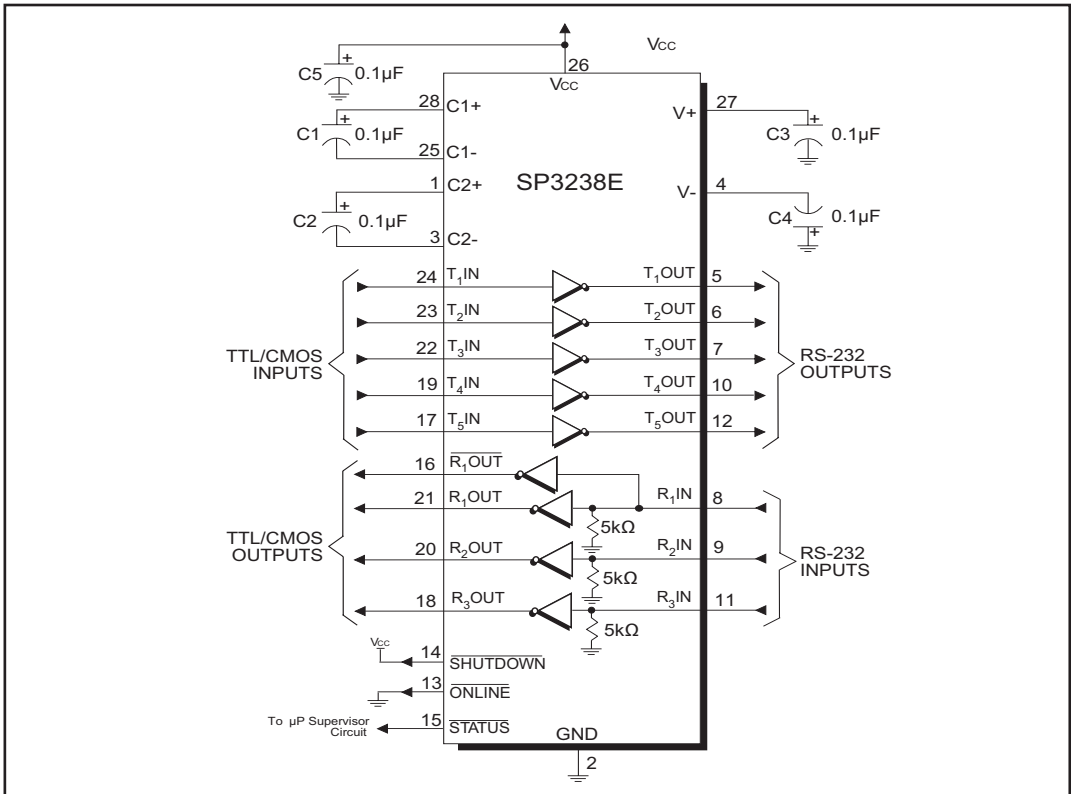 VCC
26
VCC
C5 + 0.1µF
28 C1+
C1 + 0.1µF
25 C1-
1 C2+
C2 + 0.1µF
3 C2-
SP3238E
V+ 27
C3 + 0.1µF
V- 4
C4 + 0.1µF
24 T1IN T1OUT 5
23 T2IN T2OUT 6
22 T3IN T3OUT 7
19 T4IN T4OUT 10
17 T5IN T5OUT 12
TTL/CMOS
INPUTS
RS-232
OUTPUTS
16 R1OUT
21 R1OUT R1IN 8
5kΩ
20 R2OUT R2IN 9
5kΩ
18 R3OUT R3IN 11
5kΩ
TTL/CMOS
OUTPUTS
RS-232
INPUTS
VCC
14 SHUTDOWN
13 ONLINE
To µP Supervisor
Circuit
15 STATUS
GND
2